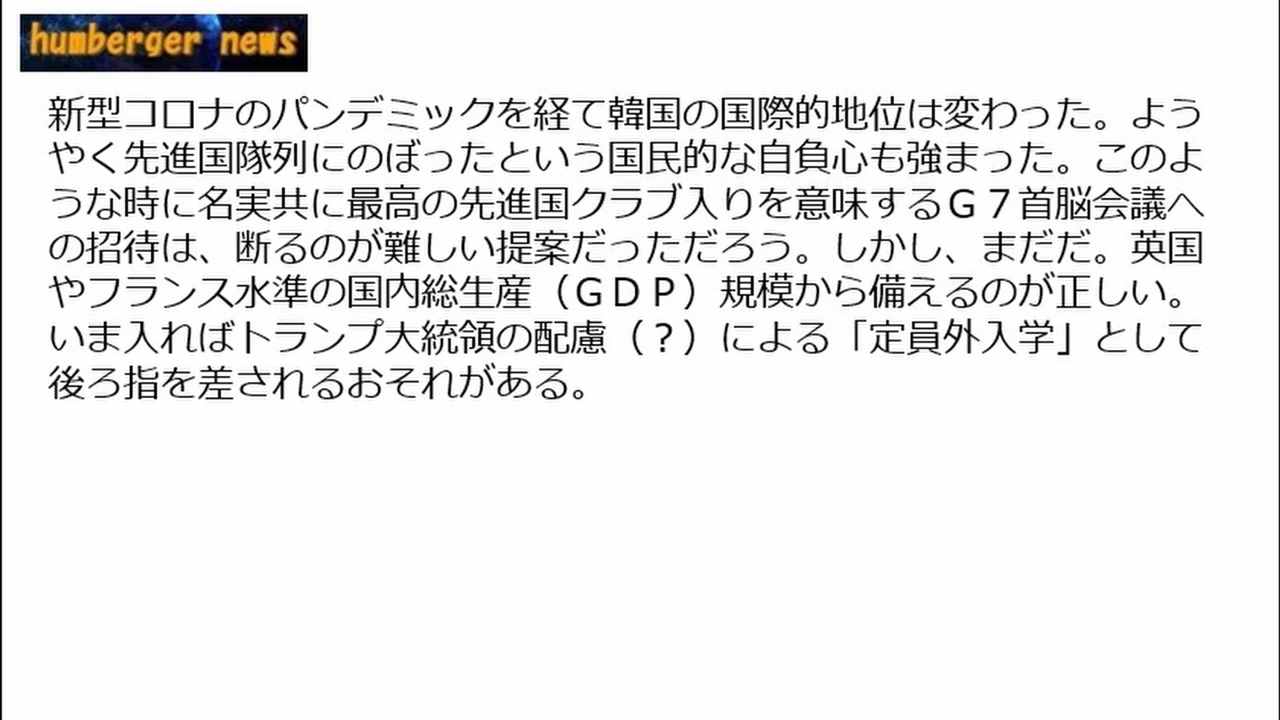 humberger news
新型コロナのパンデミックを経て韓国の国際的地位は変わった。よう
やく先進国隊列にのぼったという国民的な自負心も強まった。このよ
うな時に名実共に最高の先進国クラブ入りを意味するＧ７首脳会議へ
の招待は、断るのが難しい提案だっただろう。しかし、まだだ。英国
やフランス水準の国内総生産（ＧＤＰ）規模から備えるのが正しい。
いま入ればトランプ大統領の配慮（？）による「定員外入学」として
後ろ指を差されるおそれがある。